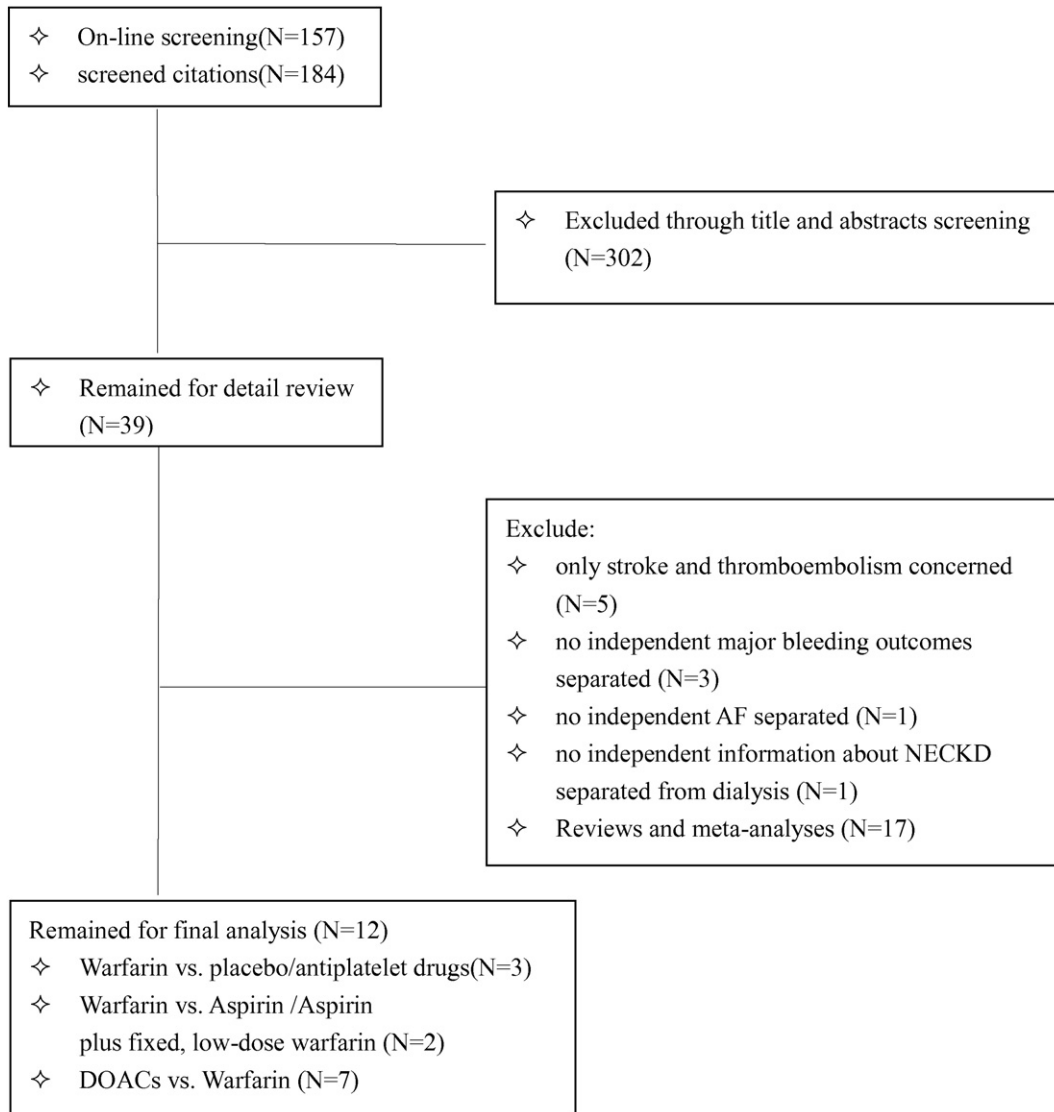 ✧ On-line screening(N=157)
✧ screened citations(N=184)
✧ Excluded through title and abstracts screening
(N=302)
✧ Remained for detail review
(N=39)
Exclude:
✧ only stroke and thromboembolism concerned
(N=5)
✧ no independent major bleeding outcomes
separated (N=3)
✧ no independent AF separated (N=1)
✧ no independent information about NECKD
separated from dialysis (N=1)
✧ Reviews and meta-analyses (N=17)
Remained for final analysis (N=12)
✧ Warfarin vs. placebo/antiplatelet drugs(N=3)
✧ Warfarin vs. Aspirin /Aspirin
plus fixed, low-dose warfarin (N=2)
✧ DOACs vs. Warfarin (N=7)